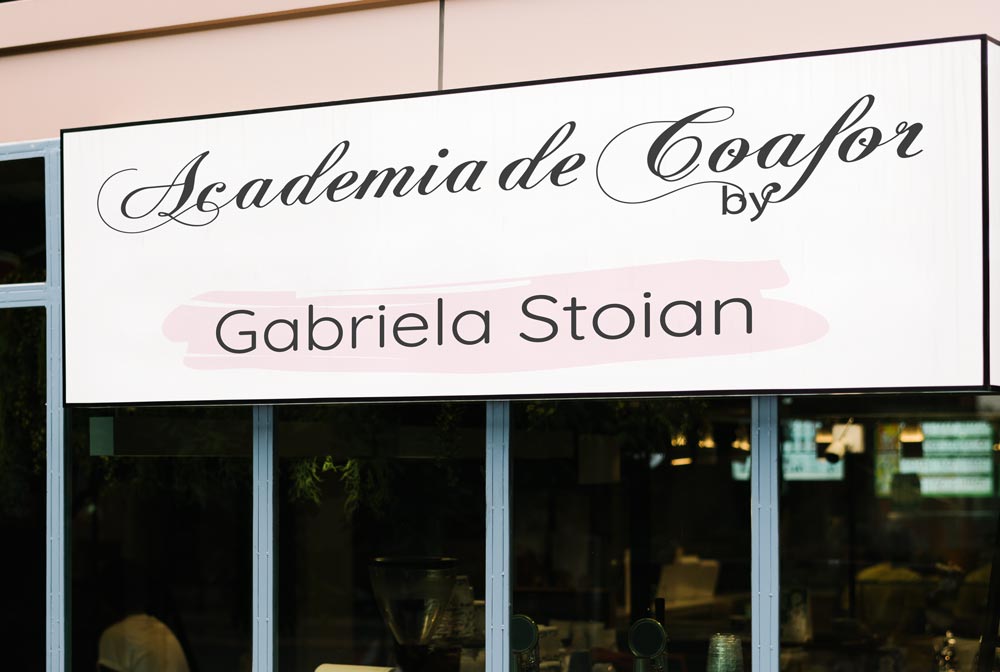 Academia de Coafor
by
Gabriela Stoian